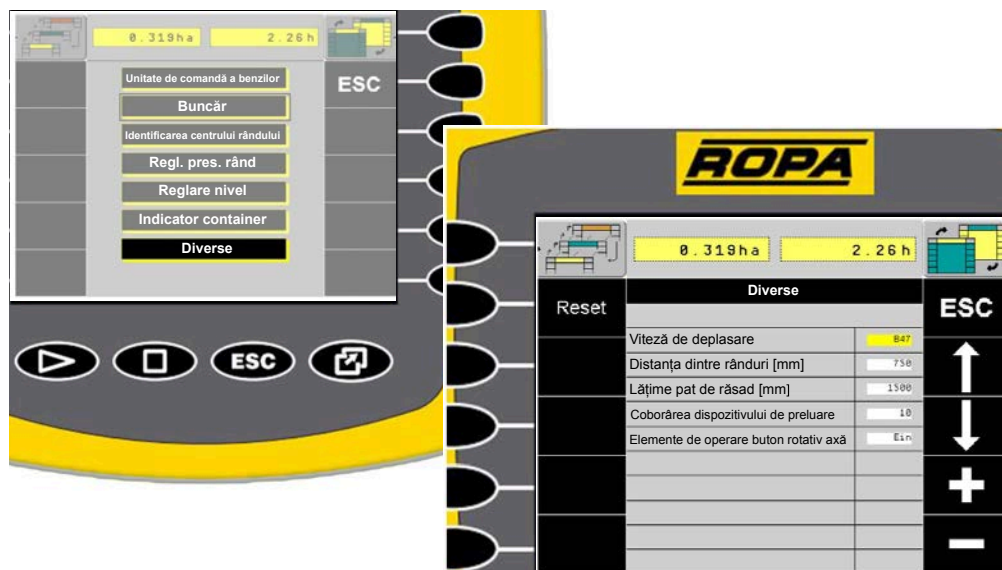 0.319ha 2.26h
ESC
Unitate de comandă a benzilor
Buncăr
Identificarea centrului rândului
Regl. pres. rând
Reglare nivel
Indicator container
Diverse
ESC
ROPA
0.319ha 2.26h
Reset
Diverse
ESC
Viteză de deplasare 847
Distanța dintre rânduri [mm] 750
Lățime pat de răsad [mm] 1500
Coborârea dispozitivului de preluare 10
Elemente de operare buton rotativ axă Ein